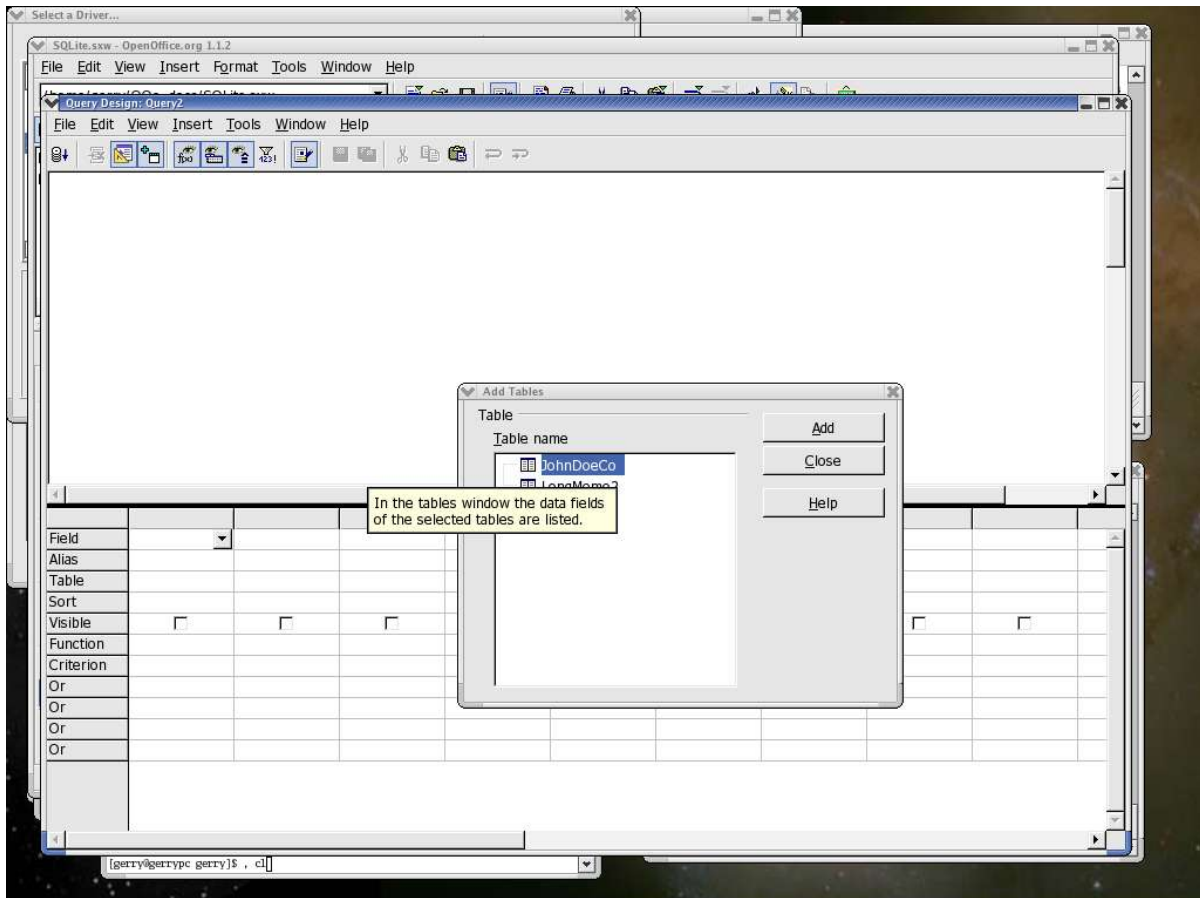 Select a Driver...
SQLite.sxw - OpenOffice.org 1.1.2
File Edit View Insert Format Tools Window Help
Query Design: Query2
File Edit View Insert Tools Window Help
Add Tables
Table
Table name
JohnDoeCo
Add
Close
Help
In the tables window the data fields
of the selected tables are listed.
Field
Alias
Table
Sort
Visible
Function
Criterion
Or
Or
Or
Or
[gerry@gerrypc gerry]$ , cl